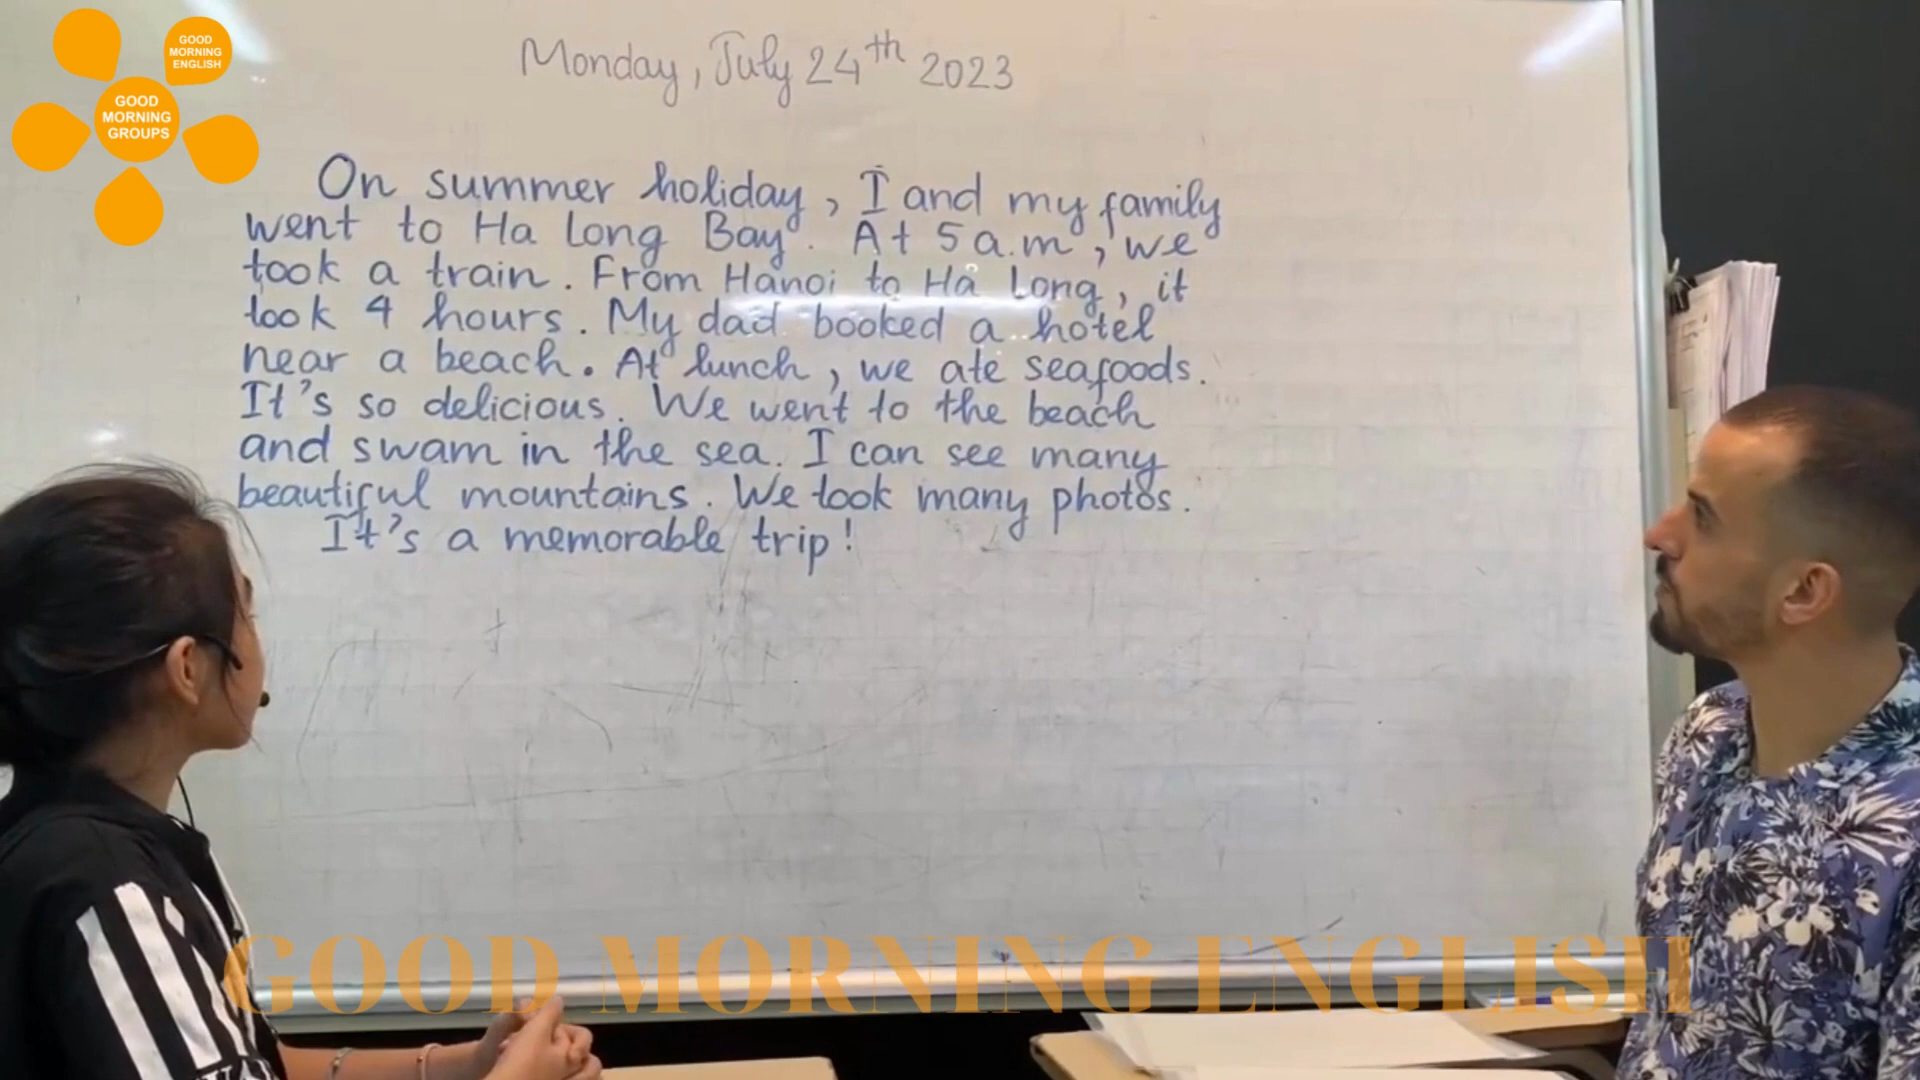 GOOD
MORNING
ENGLISH
GOOD
MORNING
GROUPS
Monday, July 24th 2023
On summer holiday, I and my family
went to Ha Long Bay. At 5 a.m, we
took a train. From Hanoi to Ha Long, it
took 4 hours. My dad booked a hotel
near a beach. At lunch, we ate seafoods.
It's so delicious. We went to the beach
and swam in the sea. I can see many
beautiful mountains. We took many photos.
It's a memorable trip!
GOOD MORNING ENGLISH